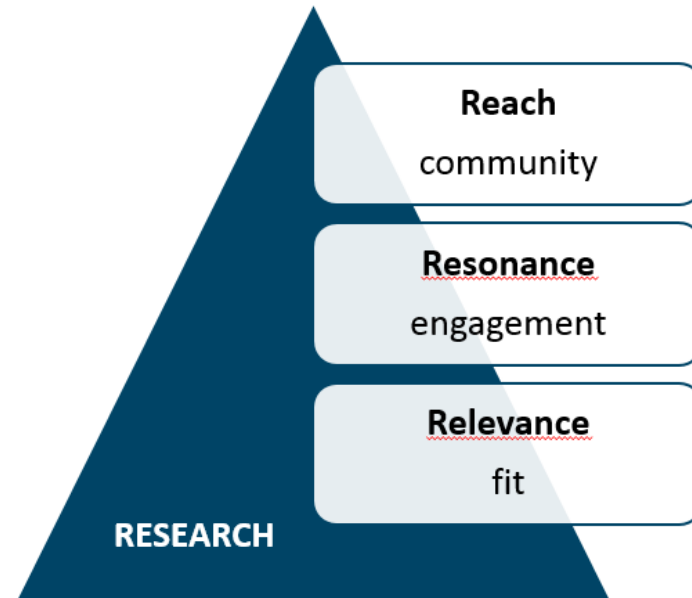 Reach
community
Resonance
engagement
Relevance
fit
RESEARCH